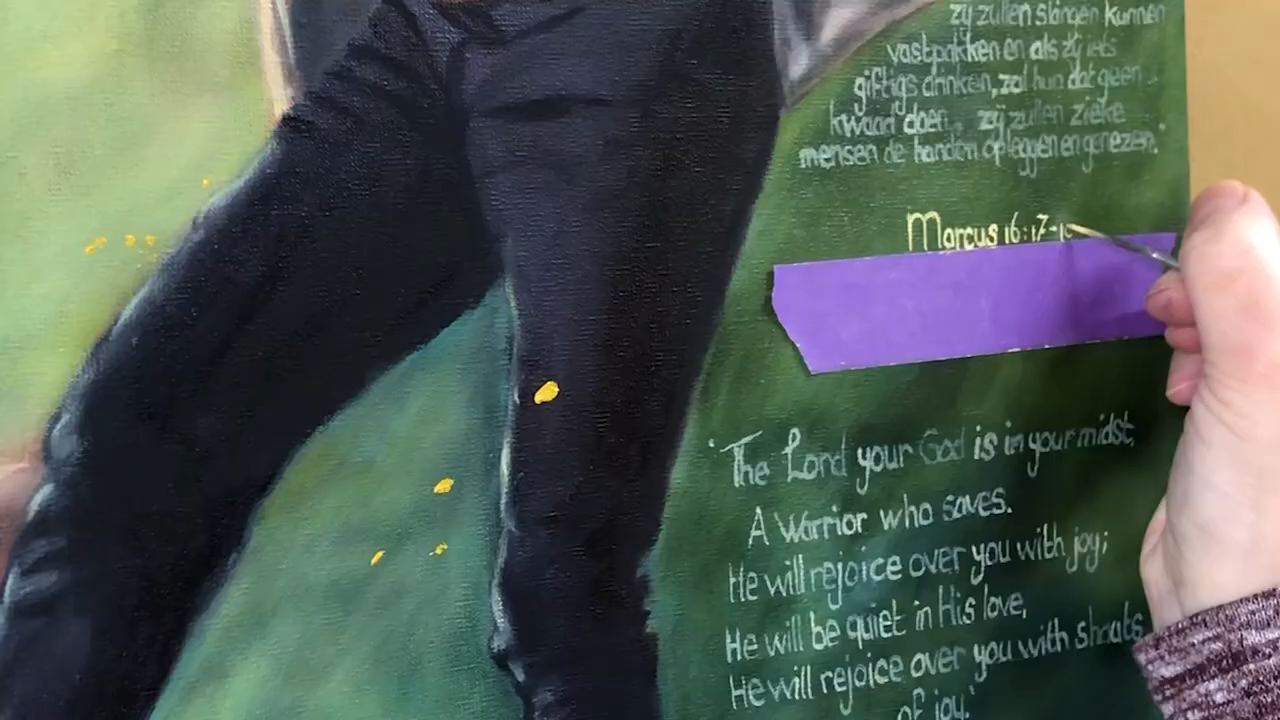 zij zullen slangen kunnen
vastpakken en als zij iets
giftigs drinken, zal hun dat geen
kwaad doen. zij zullen zieke
mensen de handen opleggen en genezen."
Marcus 16:17-1
"The Lord your God is in your midst,
A Warrior who saves.
He will rejoice over you with joy;
He will be quiet in His love,
He will rejoice over you with shouts
of joy."